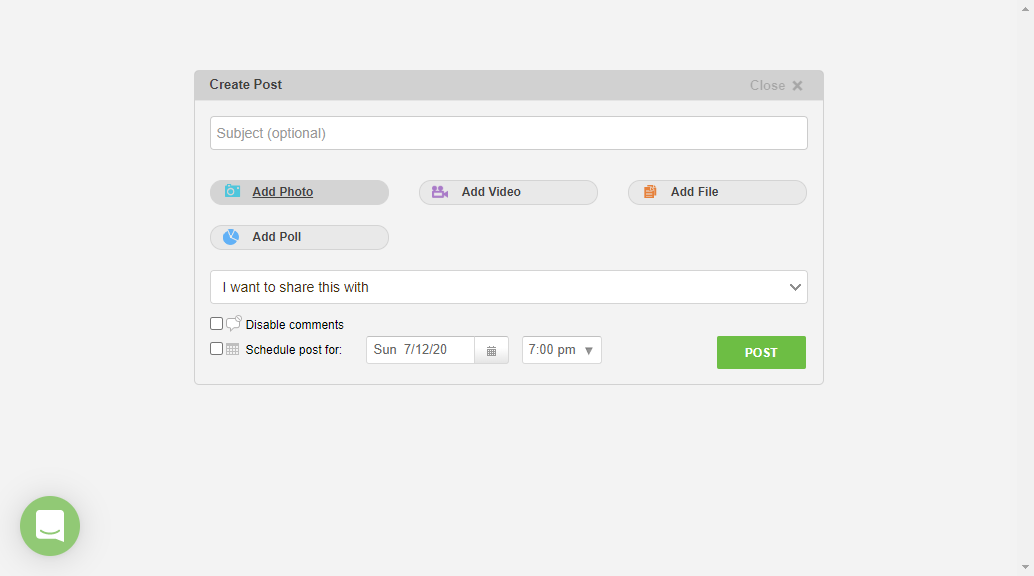 Create Post Close
Subject (optional)
Add Photo Add Video Add File
Add Poll
I want to share this with
Disable comments
Schedule post for: Sun 7/12/20 7:00 pm
POST